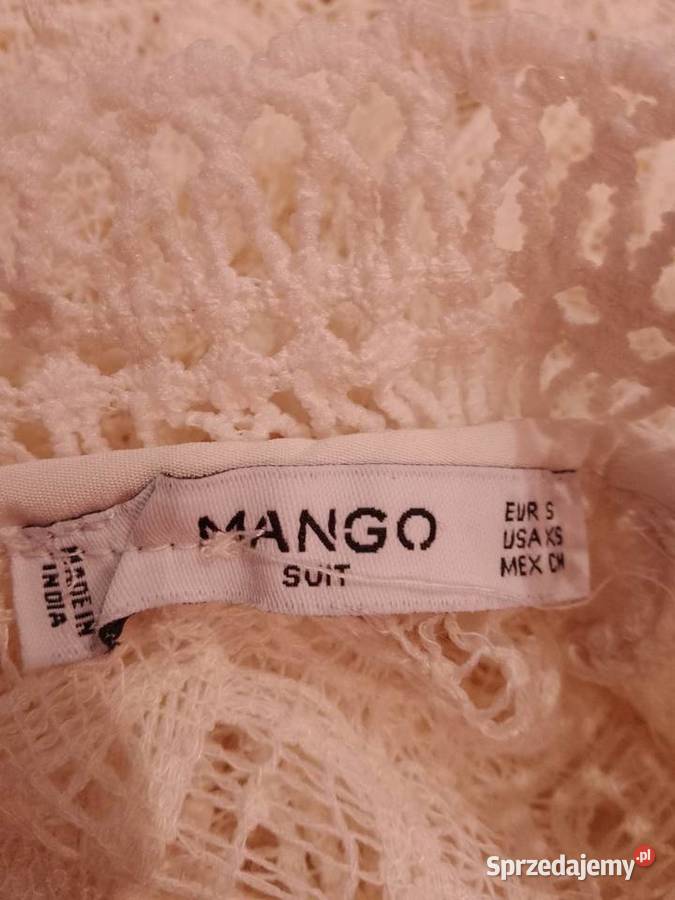 MANGO
SUIT
EUR S
USA XS
MEX CH
MADE IN
INDIA
Sprzedajemy.pl